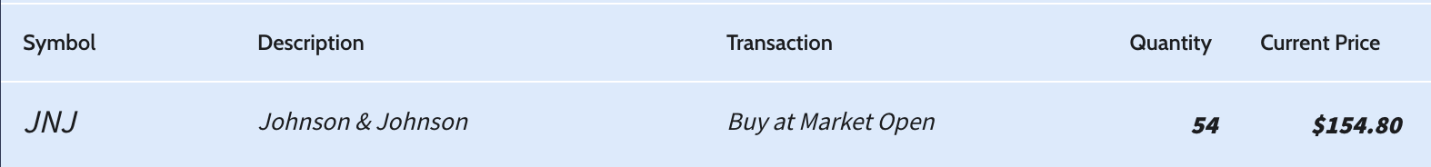 Symbol Description Transaction Quantity Current Price
JNJ Johnson & Johnson Buy at Market Open 54 $154.80